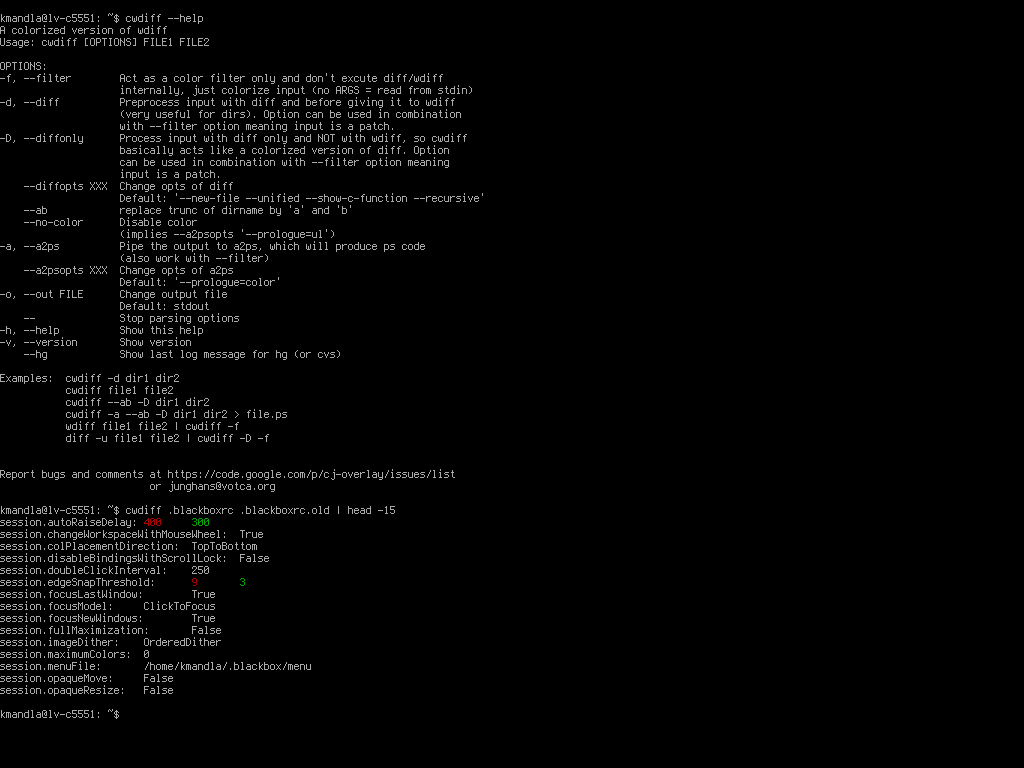 kmandla@lv-c5551: ~$ cwdiff --help
A colorized version of wdiff
Usage: cwdiff [OPTIONS] FILE1 FILE2

OPTIONS:
-f, --filter        Act as a color filter only and don't excute diff/wdiff
                    internally, just colorize input (no ARGS = read from stdin)
-d, --diff          Preprocess input with diff and before giving it to wdiff
                    (very useful for dirs). Option can be used in combination
                    with --filter option meaning input is a patch.
-D, --diffonly      Process input with diff only and NOT with wdiff, so cwdiff
                    basically acts like a colorized version of diff. Option
                    can be used in combination with --filter option meaning
                    input is a patch.
    --diffopts XXX  Change opts of diff
                    Default: '--new-file --unified --show-c-function --recursive'
    --ab            replace trunc of dirname by 'a' and 'b'
    --no-color      Disable color
                    (implies --a2psopts '--prologue=ul')
-a, --a2ps          Pipe the output to a2ps, which will produce ps code
                    (also work with --filter)
    --a2psopts XXX  Change opts of a2ps
                    Default: '--prologue=color'
-o, --out FILE      Change output file
                    Default: stdout
    --              Stop parsing options
-h, --help          Show this help
-v, --version       Show version
    --hg            Show last log message for hg (or cvs)

Examples:  cwdiff -d dir1 dir2
           cwdiff file1 file2
           cwdiff --ab -D dir1 dir2
           cwdiff -a --ab -D dir1 dir2 > file.ps
           wdiff file1 file2 | cwdiff -f
           diff -u file1 file2 | cwdiff -D -f

Report bugs and comments at https://code.google.com/p/cj-overlay/issues/list
                         or junghans@votca.org

kmandla@lv-c5551: ~$ cwdiff .blackboxrc .blackboxrc.old | head -15
session.autoRaiseDelay: 400     300
session.changeWorkspaceWithMouseWheel:  True
session.colPlacementDirection:  TopToBottom
session.disableBindingsWithScrollLock:  False
session.doubleClickInterval:    250
session.edgeSnapThreshold:      9       3
session.focusLastWindow:        True
session.focusModel:     ClickToFocus
session.focusNewWindows:        True
session.fullMaximization:       False
session.imageDither:    OrderedDither
session.maximumColors:  0
session.menuFile:       /home/kmandla/.blackbox/menu
session.opaqueMove:     False
session.opaqueResize:   False

kmandla@lv-c5551: ~$